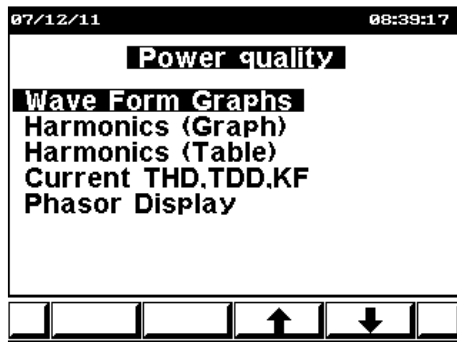 07/12/11 08:39:17
Power quality
Wave Form Graphs
Harmonics (Graph)
Harmonics (Table)
Current THD,TDD,KF
Phasor Display